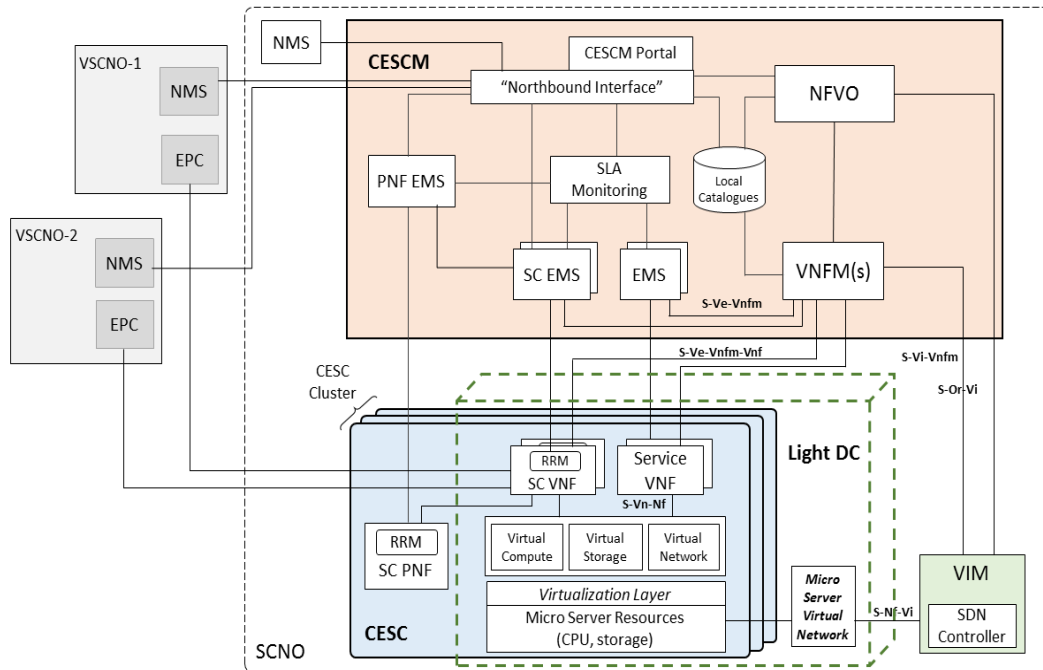 NMS
CESCM
CESCM Portal
"Northbound Interface"
NFVO
VSCNO-1
NMS
EPC
PNF EMS
SLA
Monitoring
Local
Catalogues
VSCNO-2
NMS
EPC
SC EMS
EMS
VNFM(s)
S-Ve-Vnfm
S-Ve-Vnfm-Vnf
S-Vi-Vnfm
S-Or-Vi
CESC
Cluster
Light DC
RRM
SC VNF
Service
VNF
S-Vn-Nf
RRM
SC PNF
Virtual
Compute
Virtual
Storage
Virtual
Network
Virtualization Layer
Micro Server Resources
(CPU, storage)
CESC
Micro
Server
Virtual
Network
S-Nf-Vi
VIM
SDN
Controller
SCNO